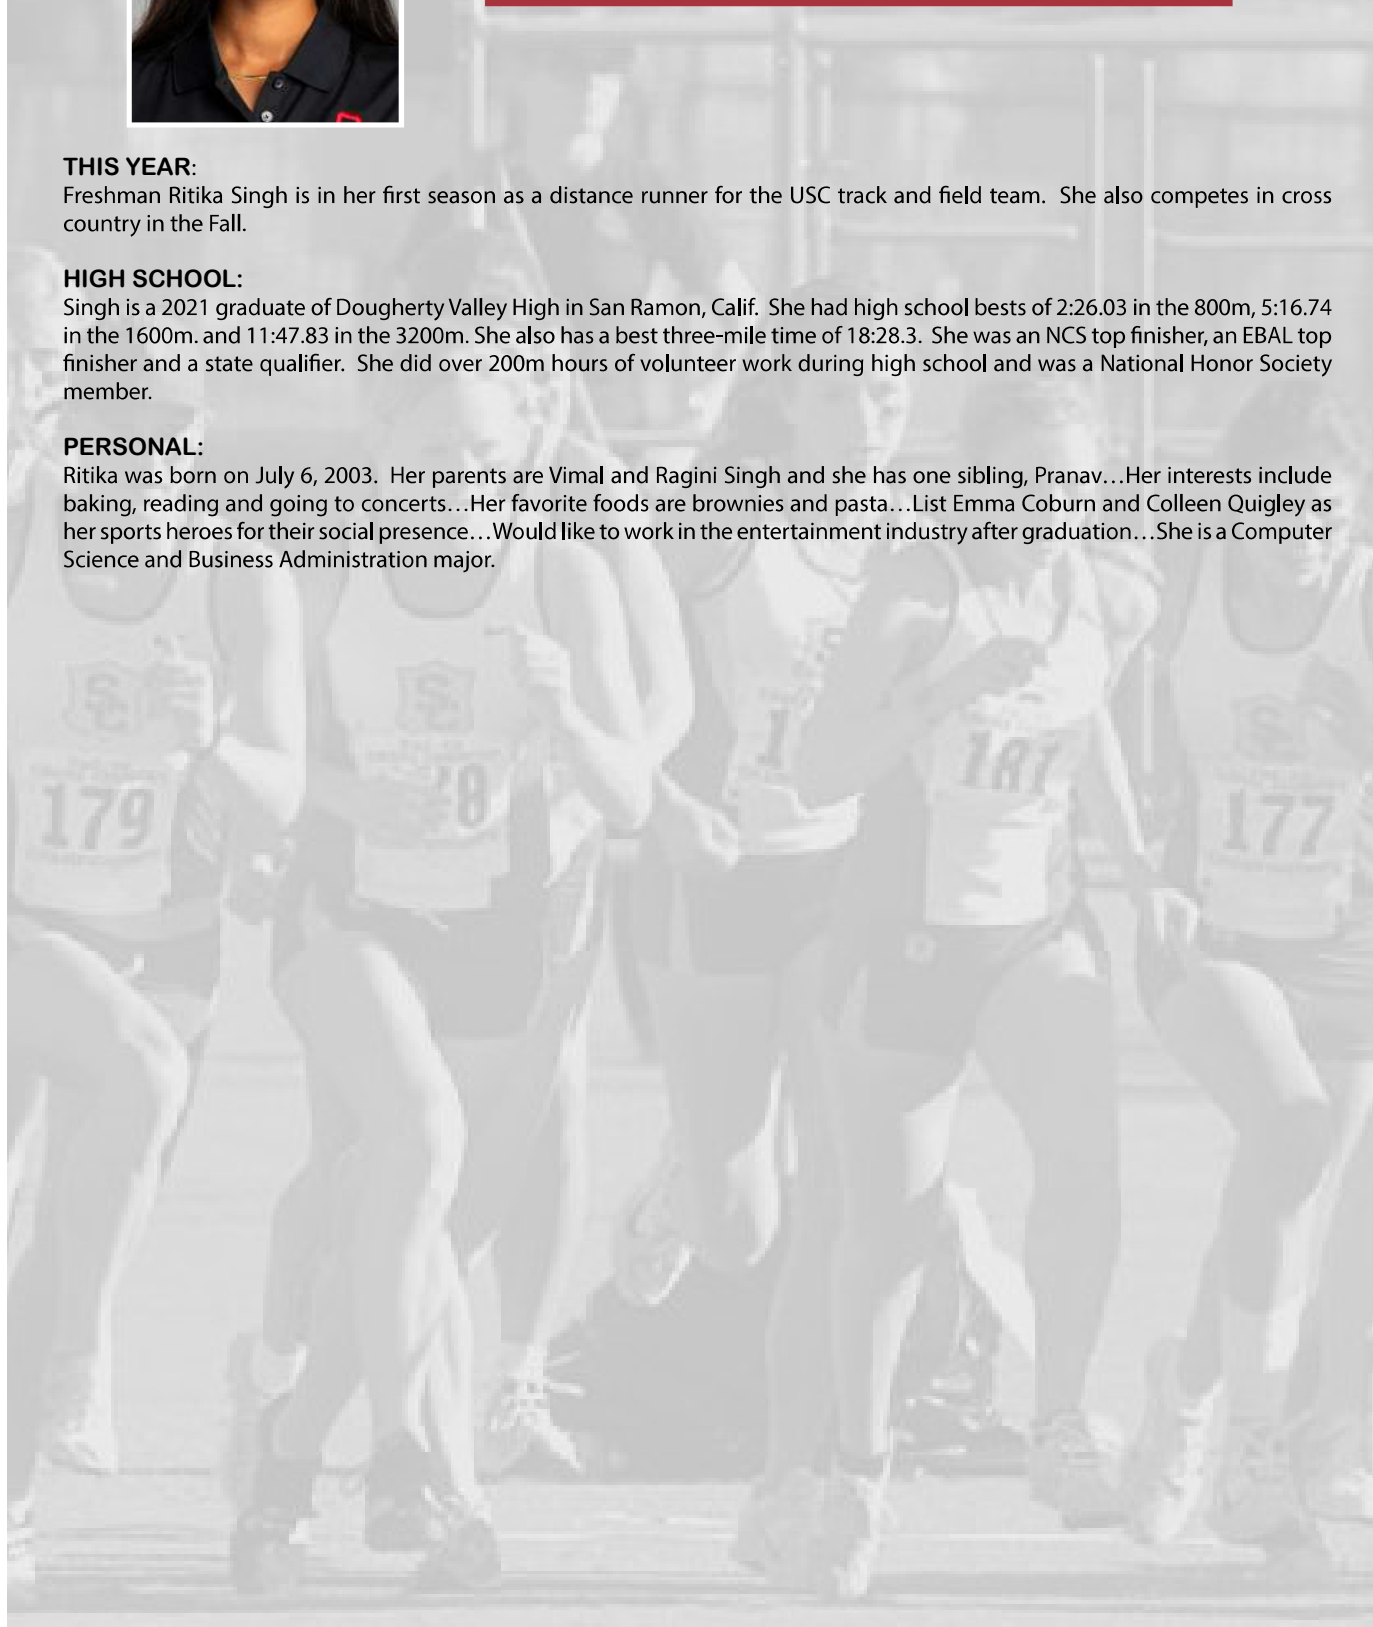 THIS YEAR:
Freshman Ritika Singh is in her first season as a distance runner for the USC track and field team.  She also competes in cross
country in the Fall.
HIGH SCHOOL:
Singh is a 2021 graduate of Dougherty Valley High in San Ramon, Calif.  She had high school bests of 2:26.03 in the 800m, 5:16.74
in the 1600m. and 11:47.83 in the 3200m. She also has a best three-mile time of 18:28.3.  She was an NCS top finisher, an EBAL top
finisher and a state qualifier.  She did over 200m hours of volunteer work during high school and was a National Honor Society
member.
PERSONAL:
Ritika was born on July 6, 2003.  Her parents are Vimal and Ragini Singh and she has one sibling, Pranav…Her interests include
baking, reading and going to concerts…Her favorite foods are brownies and pasta…List Emma Coburn and Colleen Quigley as
her sports heroes for their social presence…Would like to work in the entertainment industry after graduation…She is a Computer
Science and Business Administration major.
SC
SC
181
179
177